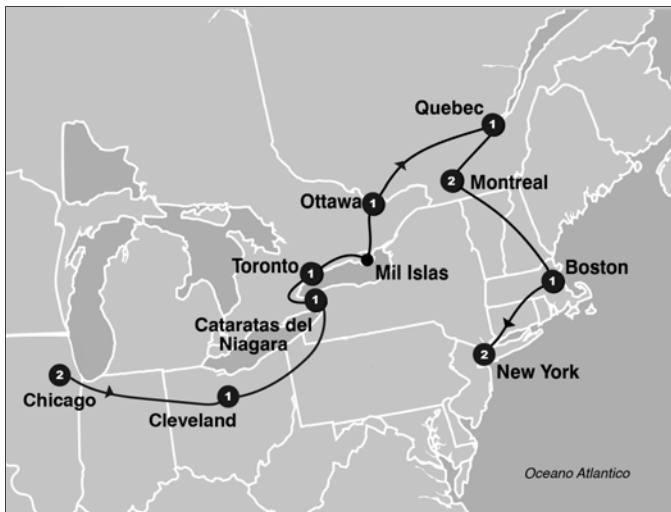 Quebec
1
2
Montreal
Ottawa
1
Toronto
1
Mil Islas
Boston
1
1
Cataratas del
Niagara
2
New York
2
Chicago
1
Cleveland
Oceano Atlantico